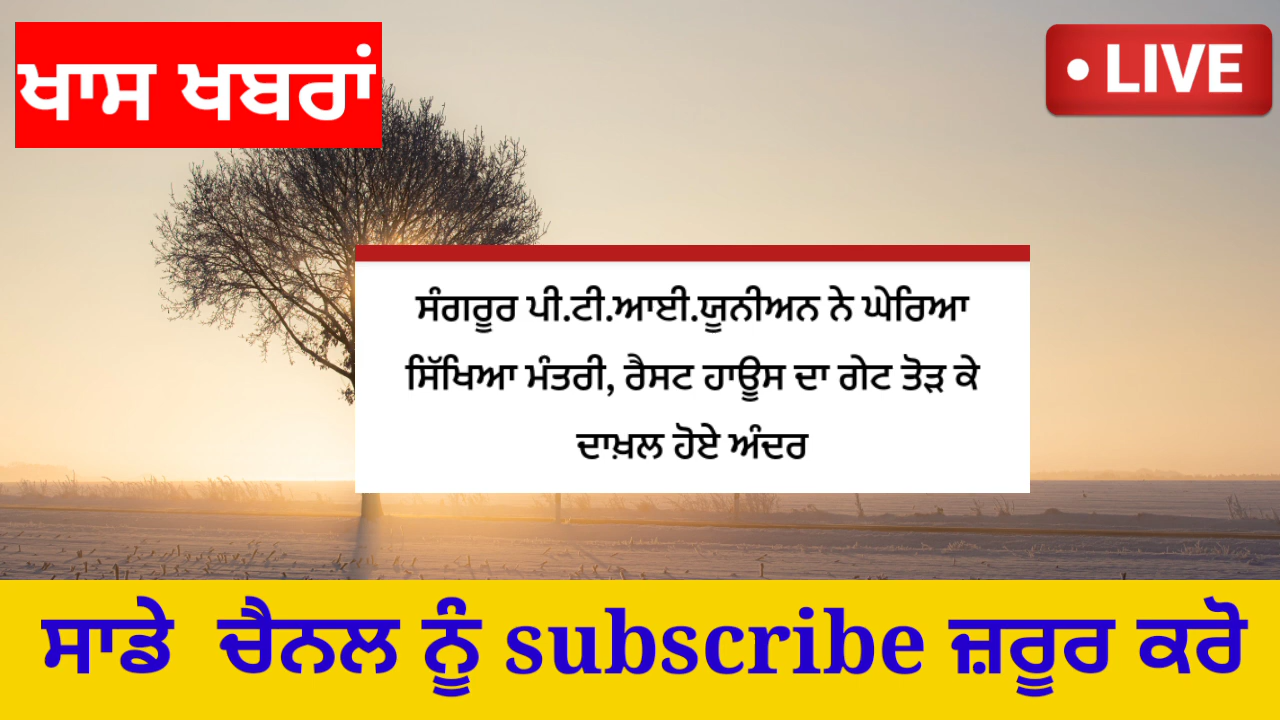 ਖਾਸ ਖਬਰਾਂ
• LIVE
ਸੰਗਰੂਰ ਪੀ.ਟੀ.ਆਈ.ਯੂਨੀਅਨ ਨੇ ਘੇਰਿਆ
ਸਿੱਖਿਆ ਮੰਤਰੀ, ਰੈਸਟ ਹਾਊਸ ਦਾ ਗੇਟ ਤੋੜ ਕੇ
ਦਾਖ਼ਲ ਹੋਏ ਅੰਦਰ
ਸਾਡੇ ਚੈਨਲ ਨੂੰ subscribe ਜ਼ਰੂਰ ਕਰੋ